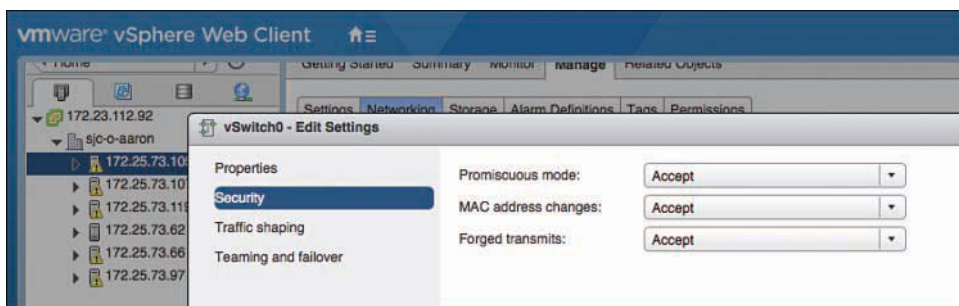 vmware® vSphere Web Client
Home
Getting Started Summary Monitor Manage Related Objects
Settings Networking Storage Alarm Definitions Tags Permissions
172.23.112.92
vSwitch0 - Edit Settings
sjc-o-aaron
172.25.73.10
172.25.73.10
172.25.73.119
172.25.73.62
172.25.73.66
172.25.73.97
Properties
Security
Traffic shaping
Teaming and failover
Promiscuous mode: Accept
MAC address changes: Accept
Forged transmits: Accept